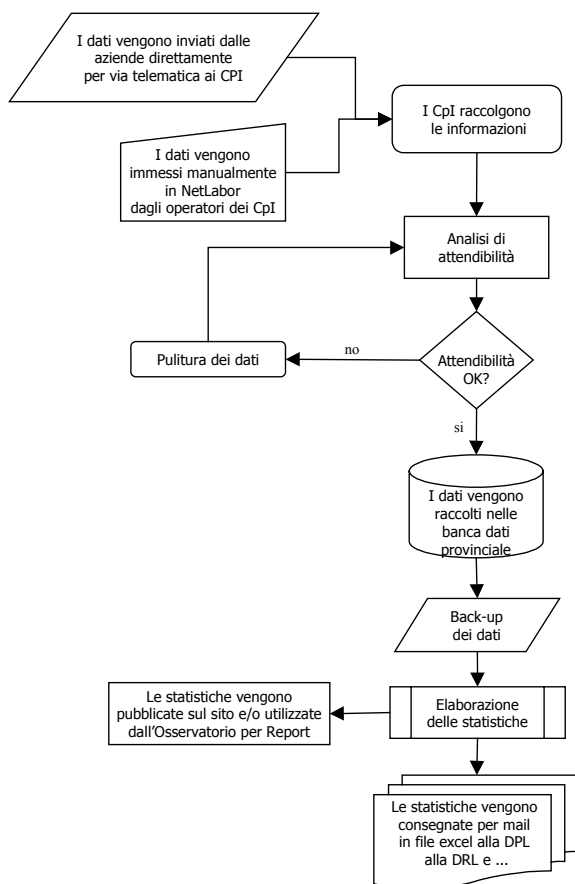 I dati vengono inviati dalle
aziende direttamente
per via telematica ai CPI
I CpI raccolgono
le informazioni
I dati vengono
immessi manualmente
in NetLabor
dagli operatori dei CpI
Analisi di
attendibilità
Pulitura dei dati
no
Attendibilità
OK?
si
I dati vengono
raccolti nelle
banca dati
provinciale
Back-up
dei dati
Le statistiche vengono
pubblicate sul sito e/o utilizzate
dall'Osservatorio per Report
Elaborazione
delle statistiche
Le statistiche vengono
consegnate per mail
in file excel alla DPL
alla DRL e ...